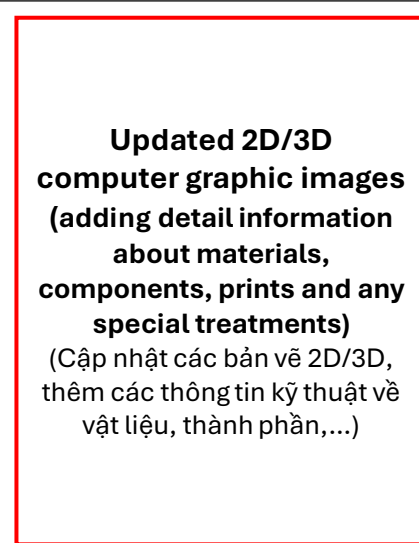 Updated 2D/3D
computer graphic images
(adding detail information
about materials,
components, prints and any
special treatments)
(Cập nhật các bản vẽ 2D/3D,
thêm các thông tin kỹ thuật về
vật liệu, thành phần,...)